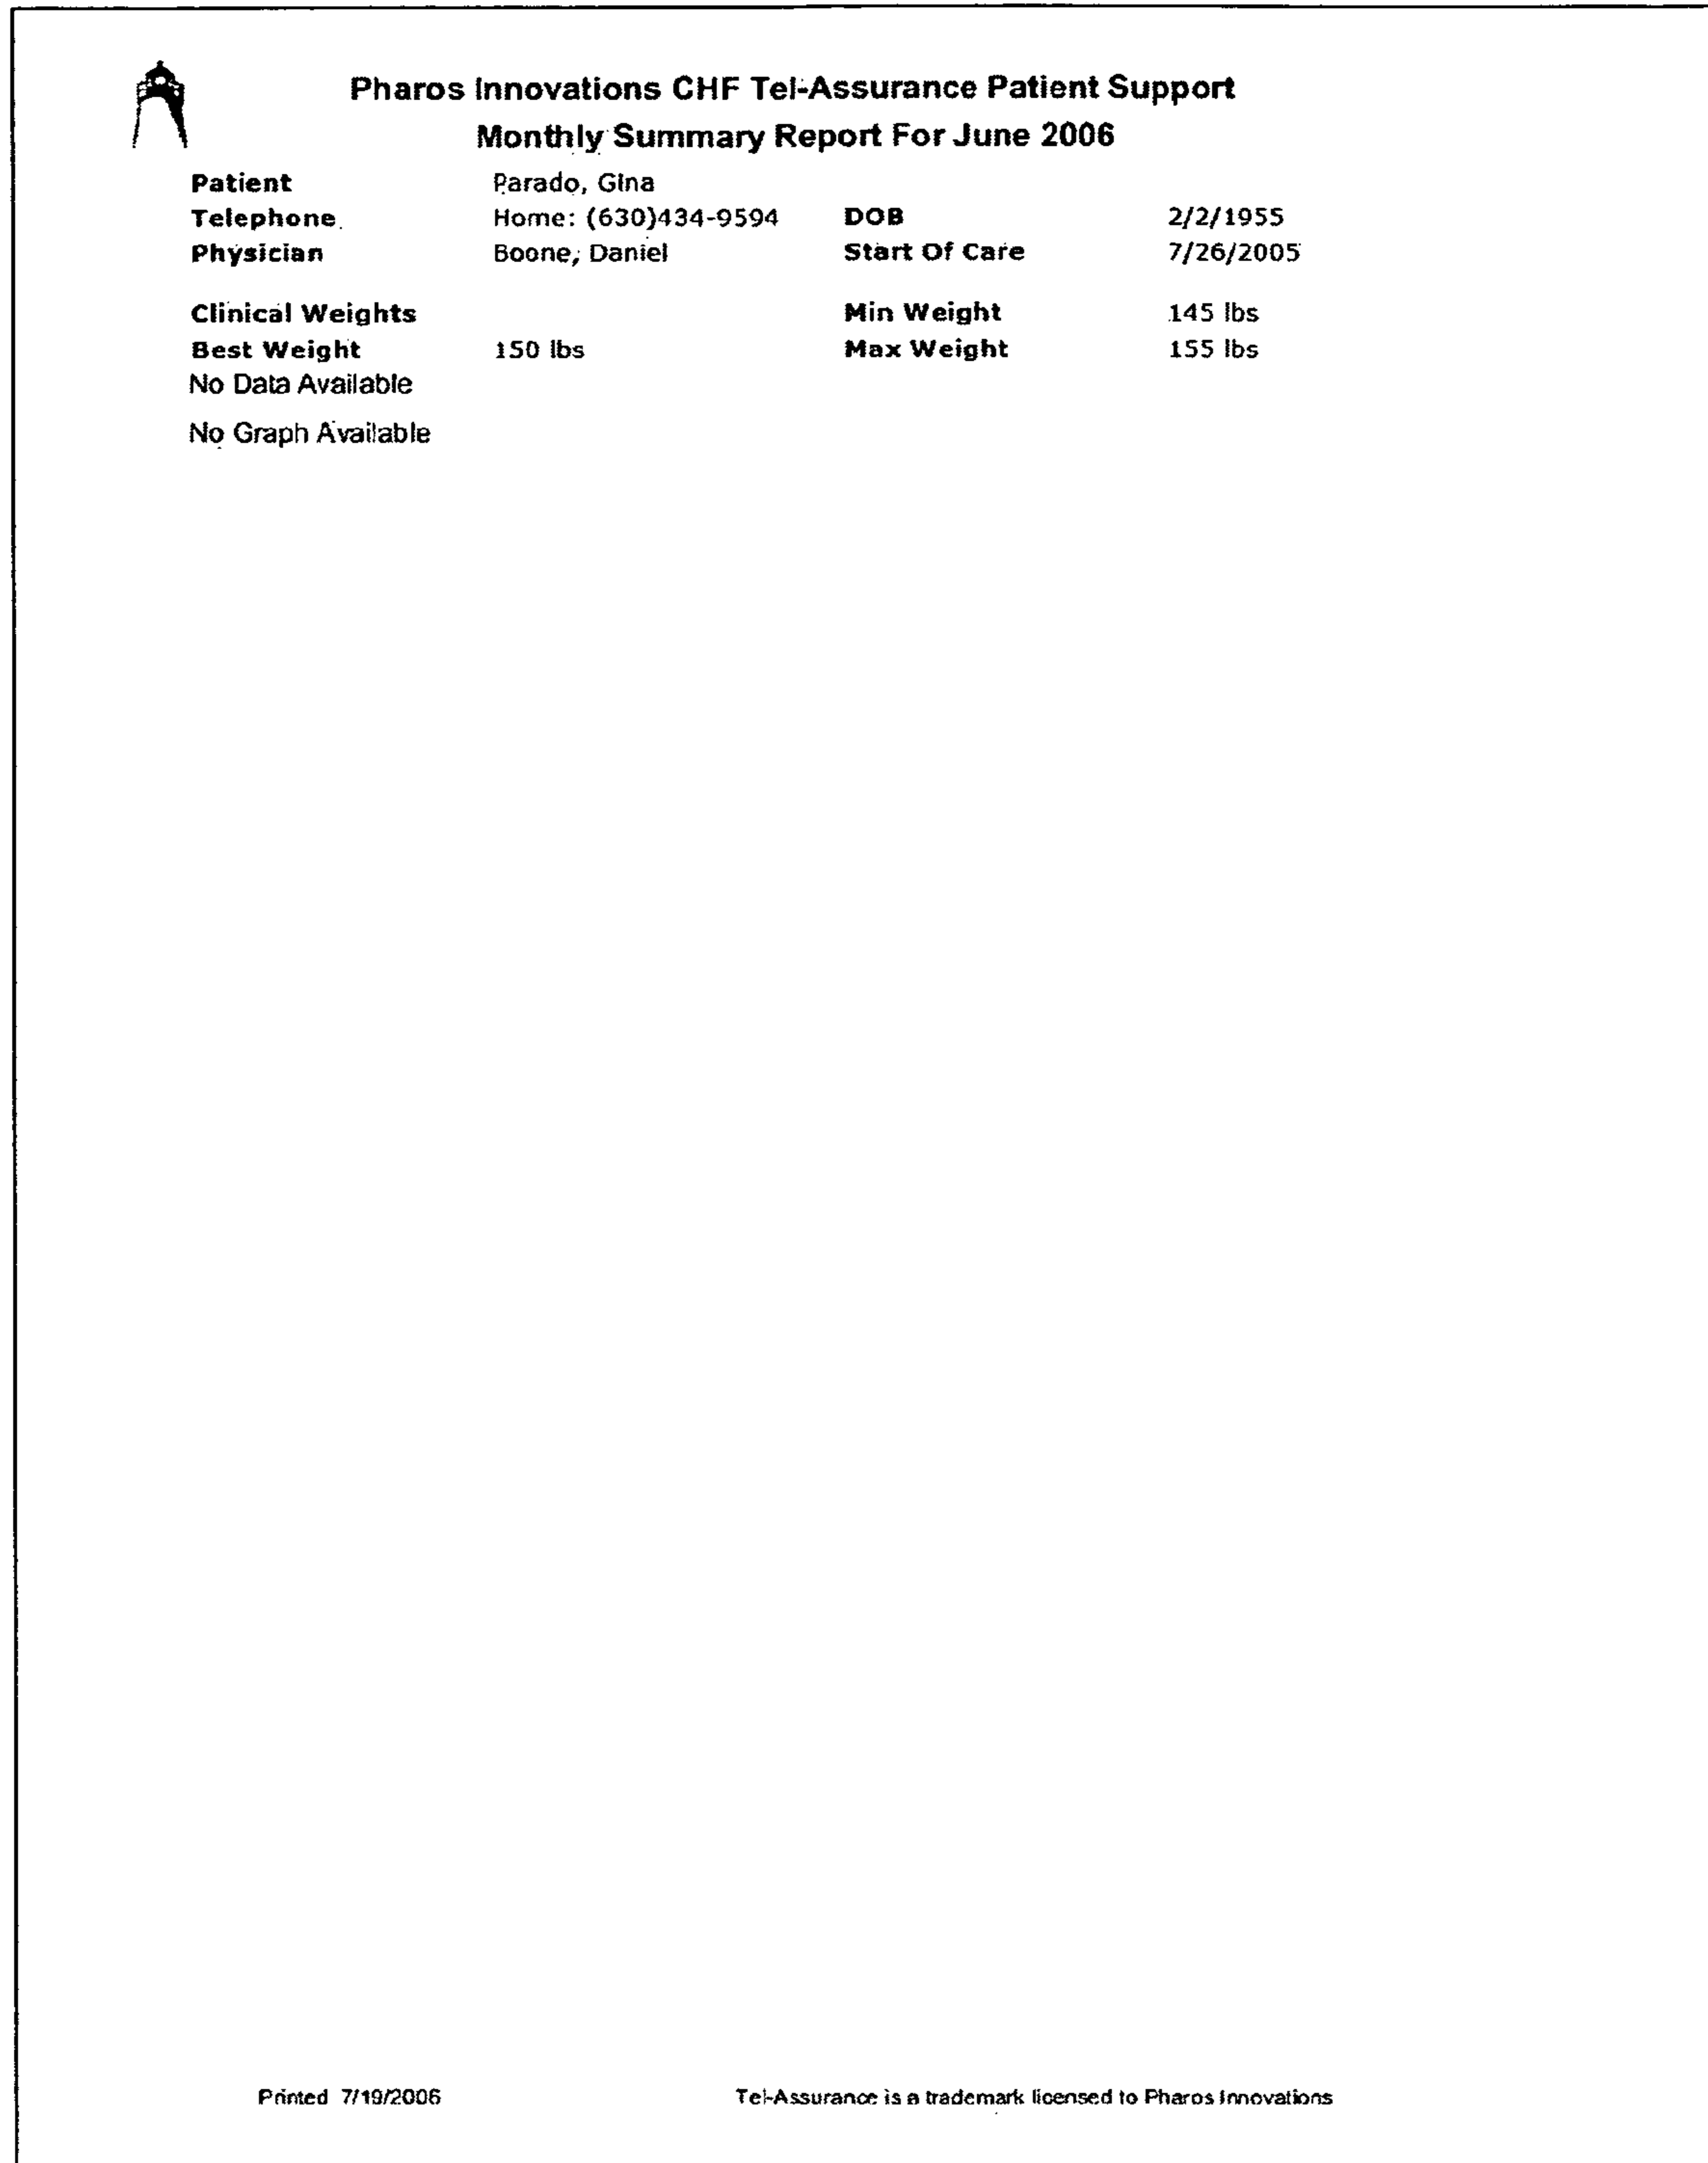 Pharos Innovations CHF Tel-Assurance Patient Support
Monthly Summary Report For June 2006
Patient Parado, Gina
Telephone Home: (630)434-9594 DOB 2/2/1955
Physician Boone, Daniel Start Of Care 7/26/2005
Clinical Weights Min Weight 145 lbs
Best Weight 150 lbs Max Weight 155 lbs
No Data Available
No Graph Available
Printed 7/19/2006 Tel-Assurance is a trademark licensed to Pharos Innovations